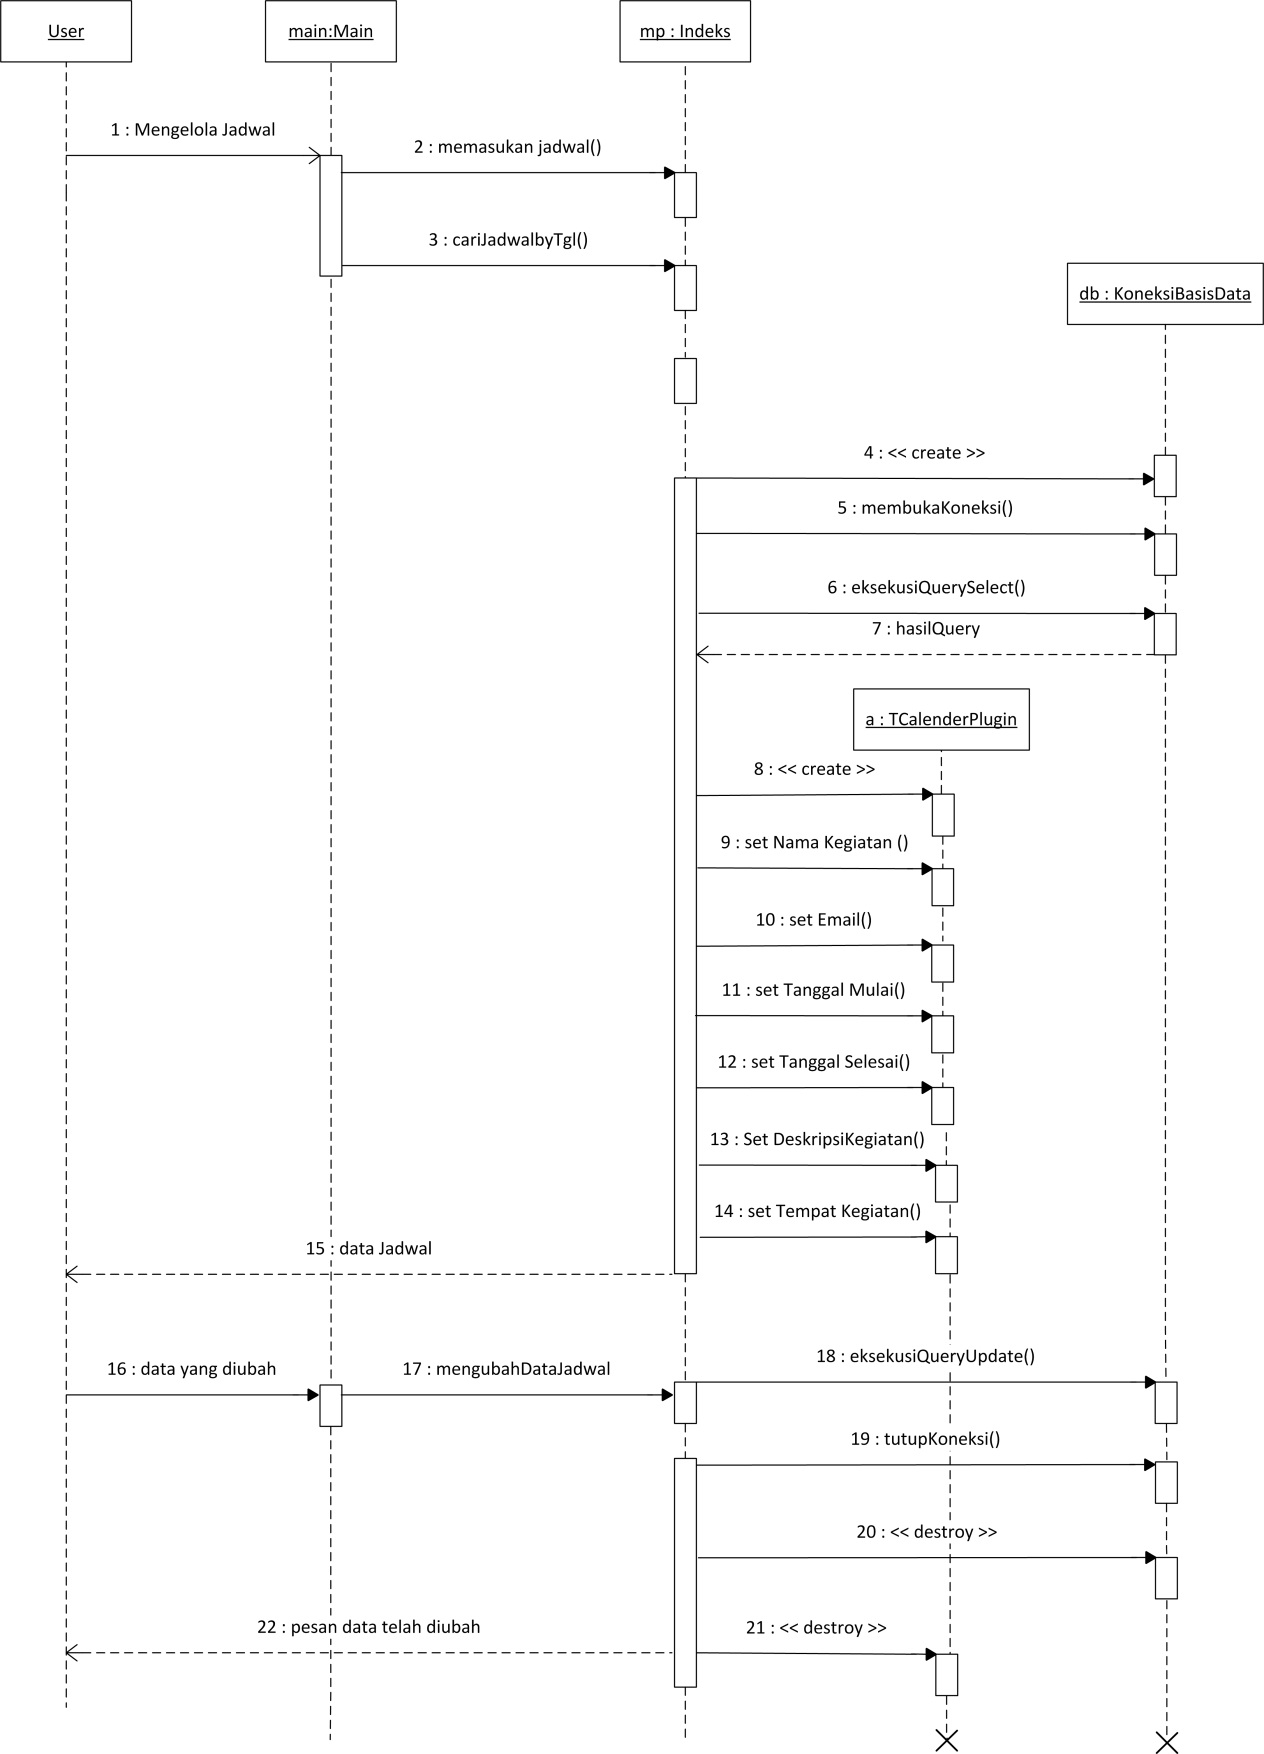 User
main:Main
mp : Indeks
1 : Mengelola Jadwal
2 : memasukan jadwal()
3 : cariJadwalbyTgl()
db : KoneksiBasisData
4 : << create >>
5 : membukaKoneksi()
6 : eksekusiQuerySelect()
7 : hasilQuery
a : TCalenderPlugin
8 : << create >>
9 : set Nama Kegiatan ()
10 : set Email()
11 : set Tanggal Mulai()
12 : set Tanggal Selesai()
13 : Set DeskripsiKegiatan()
14 : set Tempat Kegiatan()
15 : data Jadwal
16 : data yang diubah
17 : mengubahDataJadwal
18 : eksekusiQueryUpdate()
19 : tutupKoneksi()
20 : << destroy >>
21 : << destroy >>
22 : pesan data telah diubah